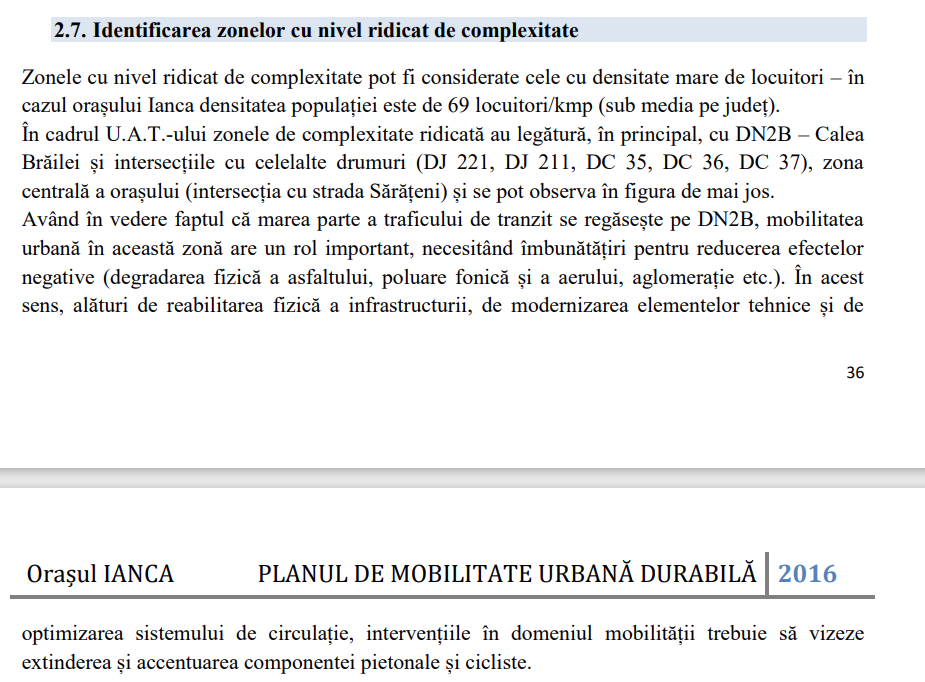 2.7. Identificarea zonelor cu nivel ridicat de complexitate
Zonele cu nivel ridicat de complexitate pot fi considerate cele cu densitate mare de locuitori – în
cazul orașului Ianca densitatea populației este de 69 locuitori/kmp (sub media pe județ).
În cadrul U.A.T.-ului zonele de complexitate ridicată au legătură, în principal, cu DN2B – Calea
Brăilei și intersecțiile cu celelalte drumuri (DJ 221, DJ 211, DC 35, DC 36, DC 37), zona
centrală a orașului (intersecția cu strada Sărățeni) și se pot observa în figura de mai jos.
Având în vedere faptul că marea parte a traficului de tranzit se regăsește pe DN2B, mobilitatea
urbană în această zonă are un rol important, necesitând îmbunătățiri pentru reducerea efectelor
negative (degradarea fizică a asfaltului, poluare fonică și a aerului, aglomerație etc.). În acest
sens, alături de reabilitarea fizică a infrastructurii, de modernizarea elementelor tehnice și de
36
Orașul IANCA PLANUL DE MOBILITATE URBANĂ DURABILĂ 2016
optimizarea sistemului de circulație, intervențiile în domeniul mobilității trebuie să vizeze
extinderea și accentuarea componentei pietonale și cicliste.